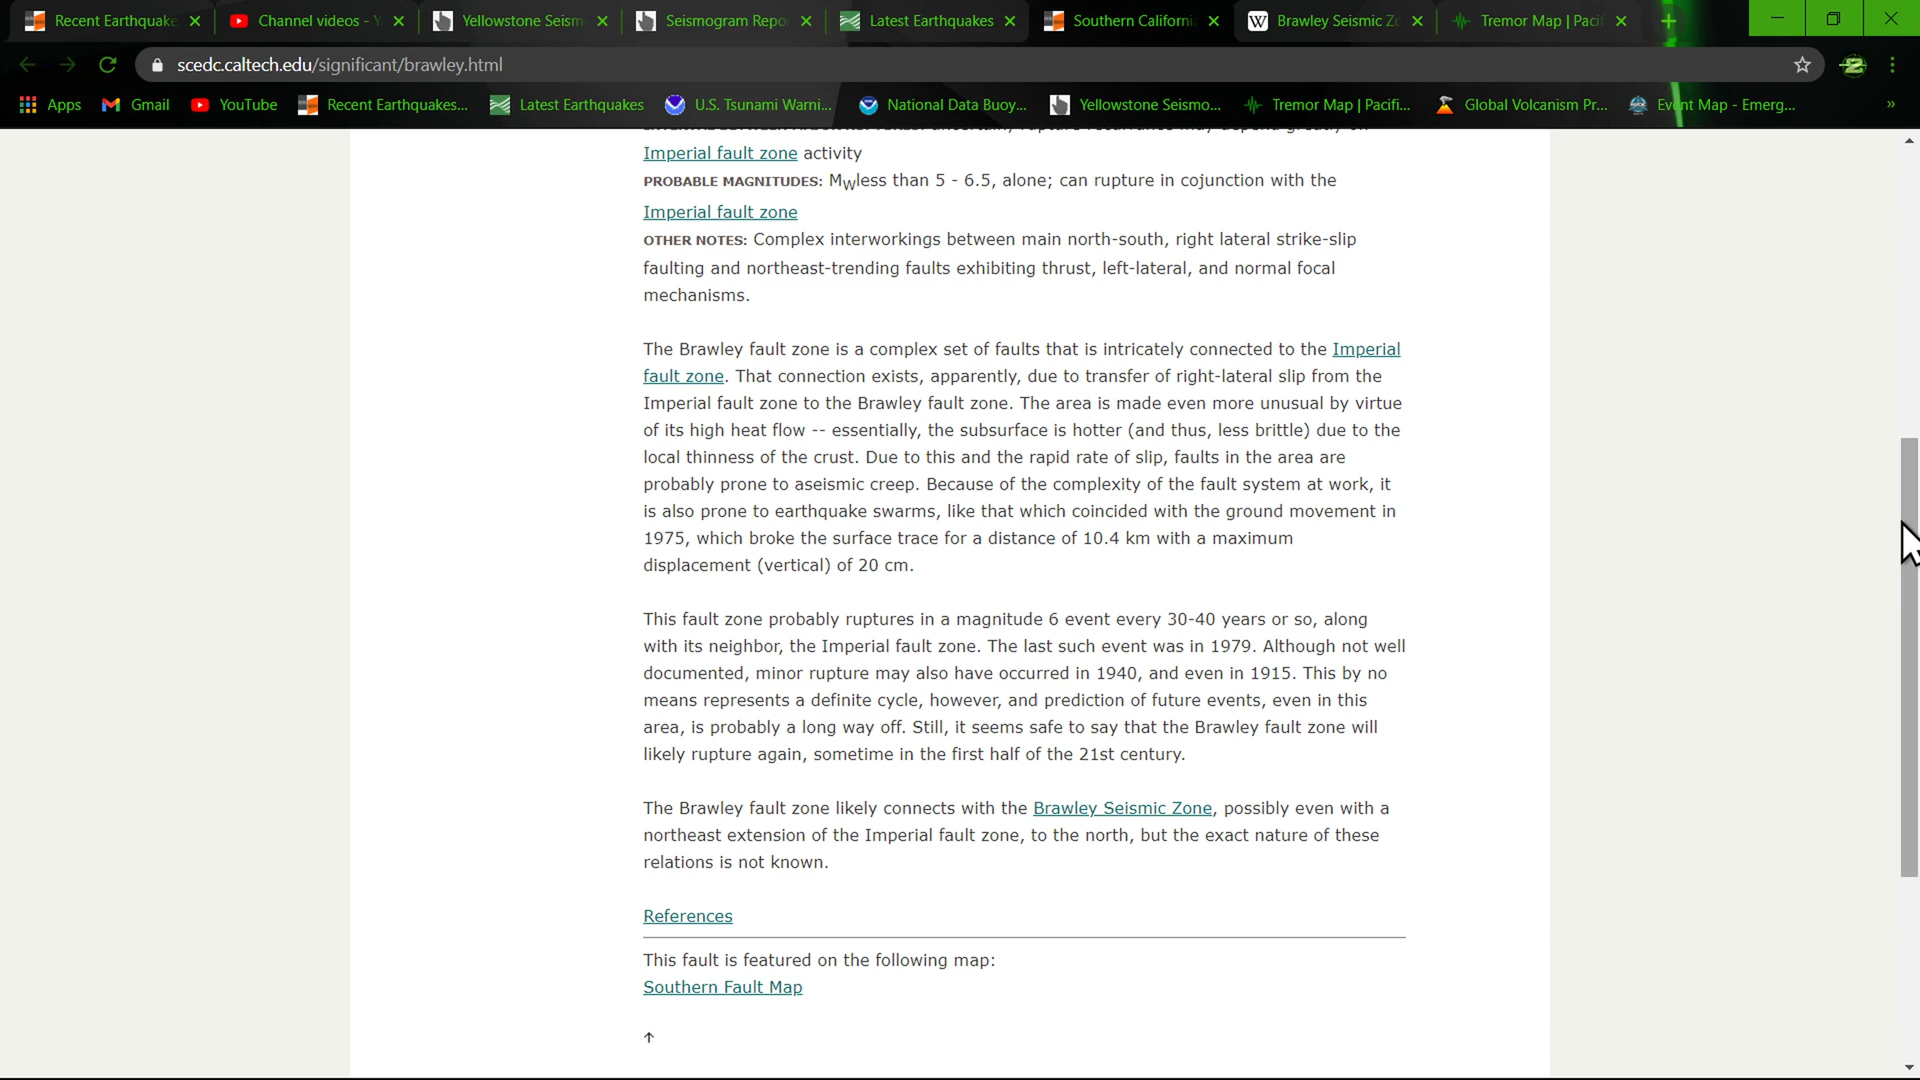 Recent Earthquake
Channel videos - Y
Yellowstone Seism
Seismogram Repo
Latest Earthquakes
Southern Californi
Brawley Seismic Zo
Tremor Map | Paci
scedc.caltech.edu/significant/brawley.html
Apps
Gmail
YouTube
Recent Earthquakes...
Latest Earthquakes
U.S. Tsunami Warni...
National Data Buoy...
Yellowstone Seismo...
Tremor Map | Pacifi...
Global Volcanism Pr...
Event Map - Emerg...
»
Imperial fault zone activity
PROBABLE MAGNITUDES: MWless than 5 - 6.5, alone; can rupture in cojunction with the
Imperial fault zone
OTHER NOTES: Complex interworkings between main north-south, right lateral strike-slip
faulting and northeast-trending faults exhibiting thrust, left-lateral, and normal focal
mechanisms.
The Brawley fault zone is a complex set of faults that is intricately connected to the Imperial
fault zone. That connection exists, apparently, due to transfer of right-lateral slip from the
Imperial fault zone to the Brawley fault zone. The area is made even more unusual by virtue
of its high heat flow -- essentially, the subsurface is hotter (and thus, less brittle) due to the
local thinness of the crust. Due to this and the rapid rate of slip, faults in the area are
probably prone to aseismic creep. Because of the complexity of the fault system at work, it
is also prone to earthquake swarms, like that which coincided with the ground movement in
1975, which broke the surface trace for a distance of 10.4 km with a maximum
displacement (vertical) of 20 cm.
This fault zone probably ruptures in a magnitude 6 event every 30-40 years or so, along
with its neighbor, the Imperial fault zone. The last such event was in 1979. Although not well
documented, minor rupture may also have occurred in 1940, and even in 1915. This by no
means represents a definite cycle, however, and prediction of future events, even in this
area, is probably a long way off. Still, it seems safe to say that the Brawley fault zone will
likely rupture again, sometime in the first half of the 21st century.
The Brawley fault zone likely connects with the Brawley Seismic Zone, possibly even with a
northeast extension of the Imperial fault zone, to the north, but the exact nature of these
relations is not known.
References
This fault is featured on the following map:
Southern Fault Map
↑